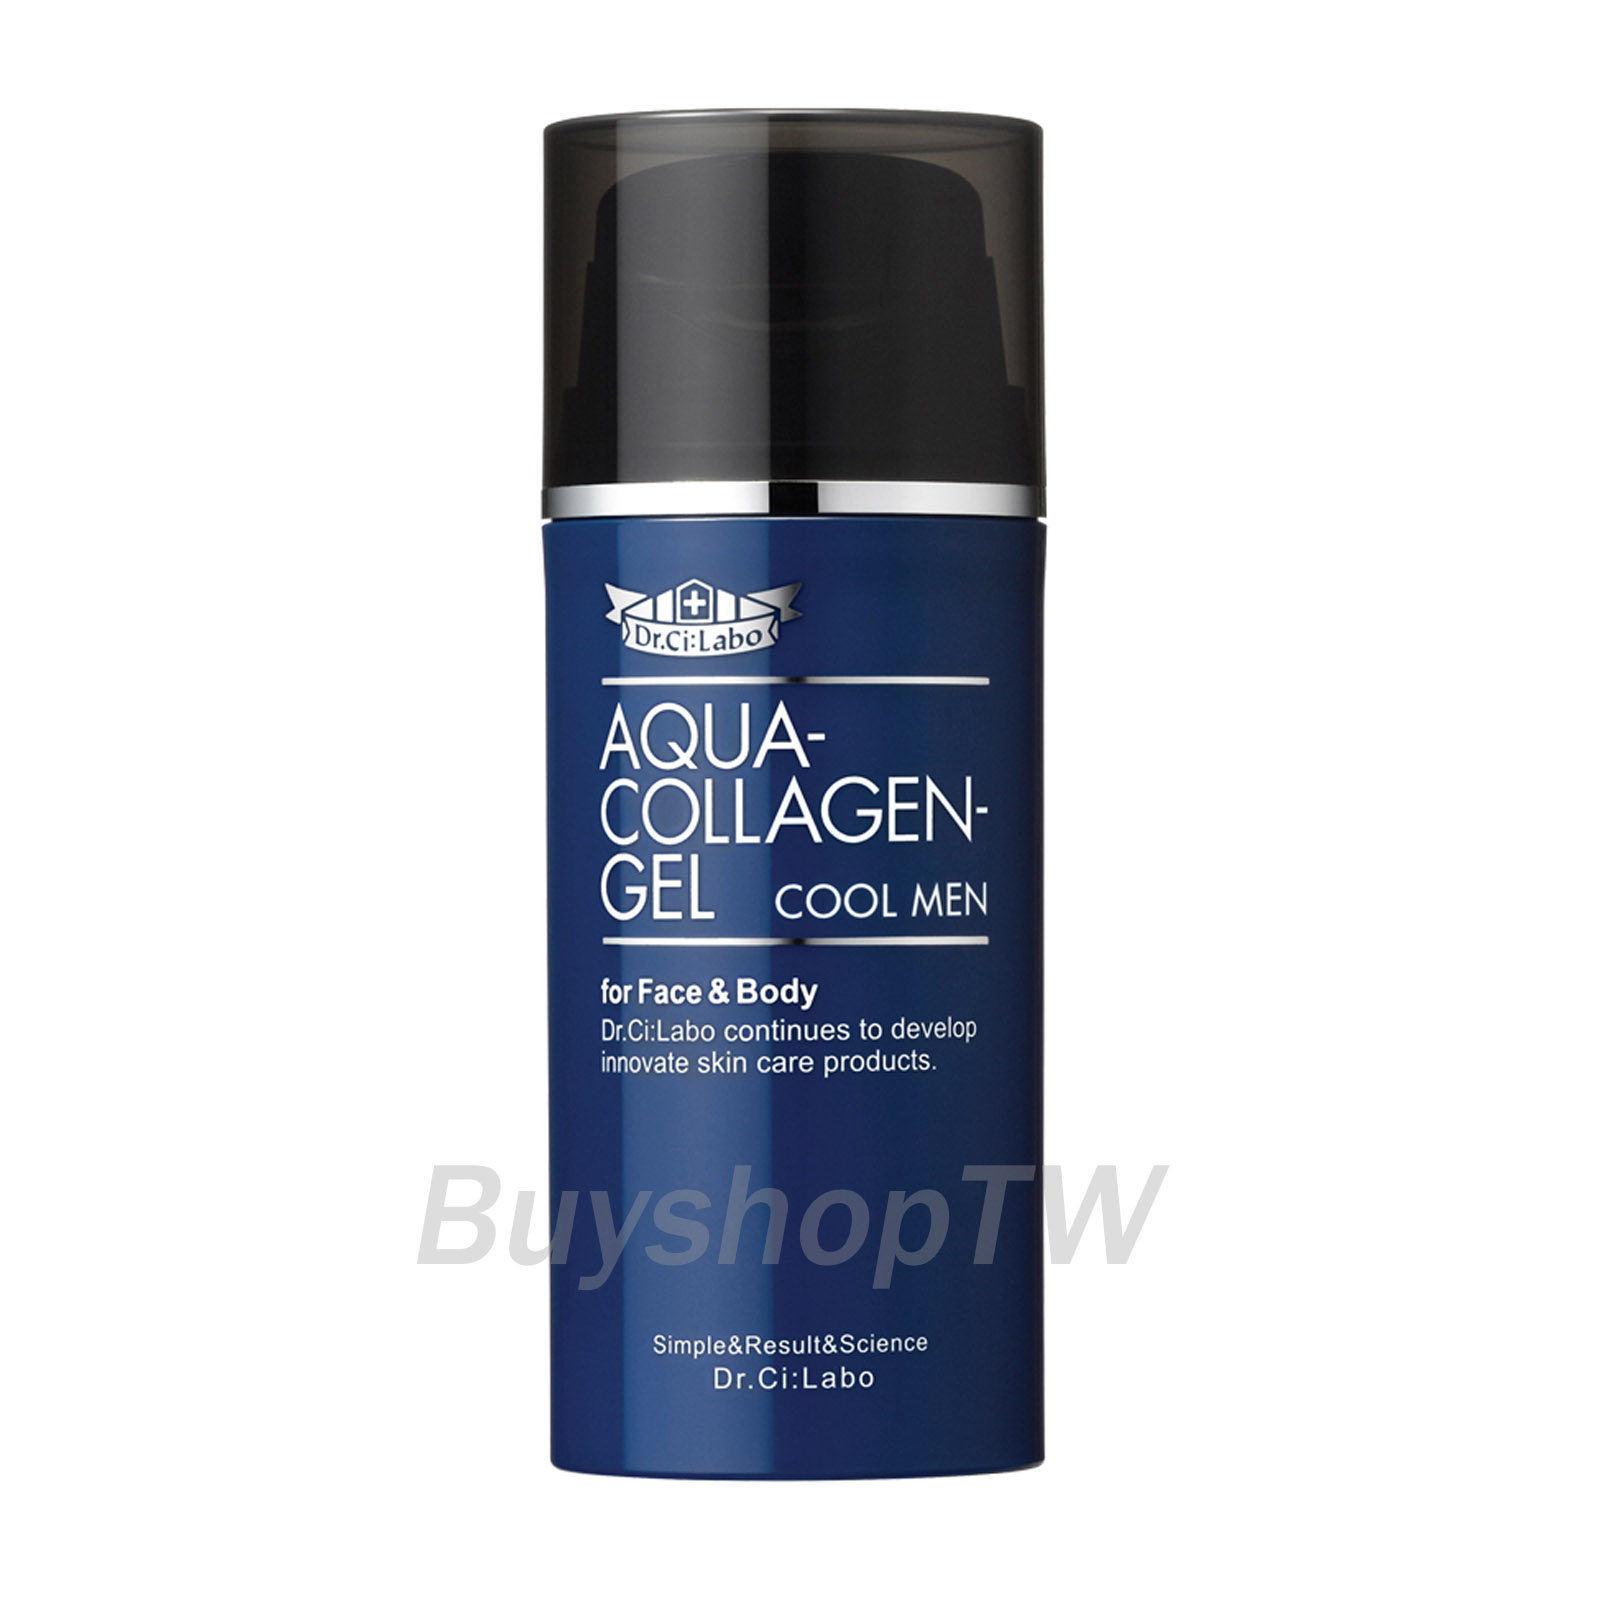 Dr.Ci:Labo
AQUA-
COLLAGEN-
GEL COOL MEN
for Face & Body
Dr.Ci:Labo continues to develop
innovate skin care products.
BuyshopTW
Simple&Result&Science
Dr.Ci:Labo